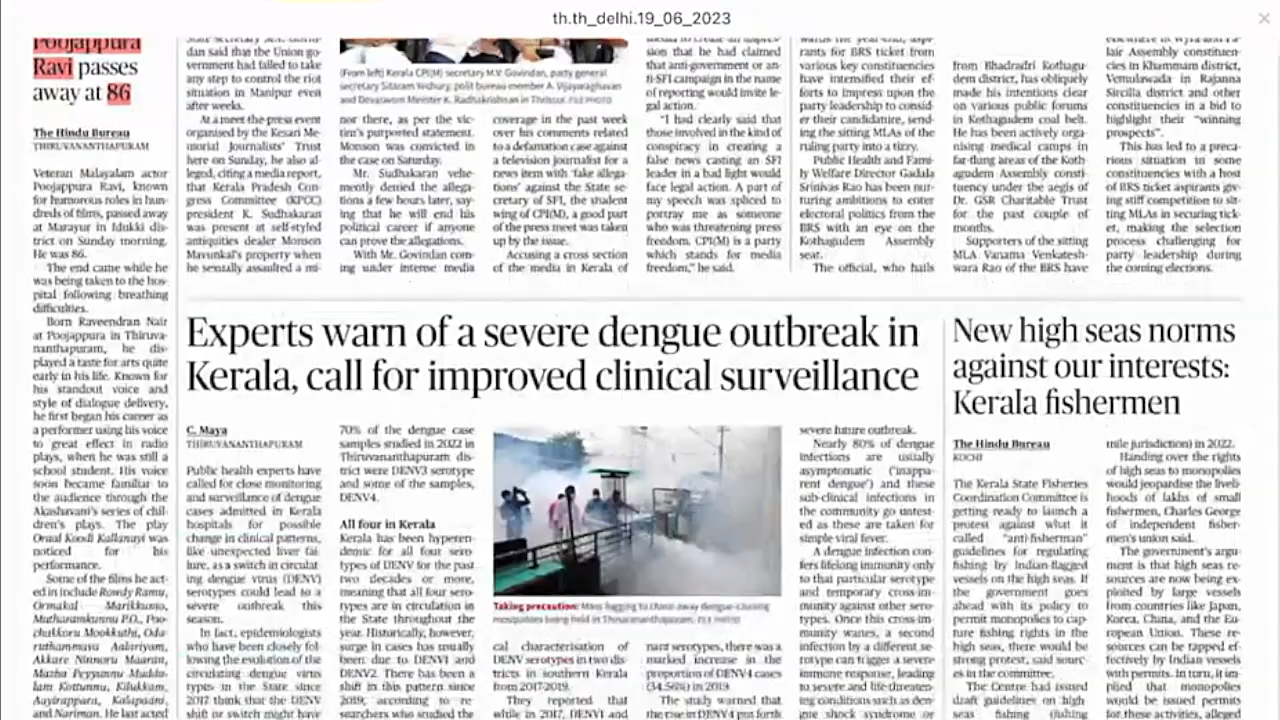 th.th_delhi.19_06_2023
Poojappura
Ravi passes
away at 86
The Hindu Bureau
THIRUVANANTHAPURAM
Veteran Malayalam actor
Poojappura Ravi, known
for humorous roles in hun-
dreds of films, passed away
at Marayur in Idukki dis-
trict on Sunday morning.
He was 86.
The end came while he
was being taken to the hos-
pital following breathing
difficulties.
Born Raveendran Nair
at Poojappura in Thiruva-
nanthapuram, he dis-
played a taste for arts quite
early in his life. Known for
his standout voice and
style of dialogue delivery,
he first began his career as
a performer using his voice
to great effect in radio
plays, when he was still a
school student. His voice
soon became familiar to
the audience through the
Akashavani's series of chil-
dren's plays. The play
Oraal Koodi Kallanayi was
noticed for his
performance.
Some of the films he act-
ed in include Rowdy Ramu,
Ormakal Marikkumo,
Mutharamkunnu P.O., Poo-
chakkoru Mookkuthi, Oda-
ruthammava Aalariyam,
Akkare Ninnoru Maaran,
Mazha Peyyunnu Madda-
lam Kottunnu, Kilukkam,
Aayirappara, Kalapaani,
and Nariman. He last acted
dan said that the Union go-
vernment had failed to take
any step to control the riot
situation in Manipur even
after weeks.
At a meet-the-press event
organised by the Kesari Me-
morial Journalists' Trust
here on Sunday, he also al-
leged, citing a media report,
that Kerala Pradesh Con-
gress Committee (KPCC)
president K. Sudhakaran
was present at self-styled
antiquities dealer Monson
Mavunkal's property when
he sexually assaulted a mi-
(From left) Kerala CPI(M) secretary M.V. Govindan, party general
secretary Sitaram Yechury, polit bureau member A. Vijayaraghavan
and Devaswom Minister K. Radhakrishnan in Thrissur. FILE PHOTO
nor there, as per the vic-
tim's purported statement.
Monson was convicted in
the case on Saturday.
Mr. Sudhakaran vehe-
mently denied the allega-
tions a few hours later, say-
ing that he will end his
political career if anyone
can prove the allegations.
With Mr. Govindan com-
ing under intense media
coverage in the past week
over his comments related
to a defamation case against
a television journalist for a
news item with 'fake allega-
tions' against the State se-
cretary of SFI, the student
wing of CPI(M), a good part
of the press meet was taken
up by the issue.
Accusing a cross section
of the media in Kerala of
sion that he had claimed
that anti-government or an-
ti-SFI campaign in the name
of reporting would invite le-
gal action.
"I had clearly said that
those involved in the kind of
conspiracy in creating a
false news casting an SFI
leader in a bad light would
face legal action. A part of
my speech was spliced to
portray me as someone
who was threatening press
freedom. CPI(M) is a party
which stands for media
freedom," he said.
rants for BRS ticket from
various key constituencies
have intensified their ef-
forts to impress upon the
party leadership to consid-
er their candidature, send-
ing the sitting MLAs of the
ruling party into a tizzy.
Public Health and Fami-
ly Welfare Director Gadala
Srinivas Rao has been nur-
turing ambitions to enter
electoral politics from the
BRS with an eye on the
Kothagudem Assembly
seat.
The official, who hails
from Bhadradri Kothagu-
dem district, has obliquely
made his intentions clear
on various public forums
in Kothagudem coal belt.
He has been actively orga-
nising medical camps in
far-flung areas of the Koth-
agudem Assembly consti-
tuency under the aegis of
Dr. GSR Charitable Trust
for the past couple of
months.
Supporters of the sitting
MLA Vanama Venkatesh-
wara Rao of the BRS have
lair Assembly constituen-
cies in Khammam district,
Vemulawada in Rajanna
Sircilla district and other
constituencies in a bid to
highlight their "winning
prospects".
This has led to a preca-
rious situation in some
constituencies with a host
of BRS ticket aspirants giv-
ing stiff competition to sit-
ting MLAs in securing tick-
et, making the selection
process challenging for
party leadership during
the coming elections.
Experts warn of a severe dengue outbreak in
Kerala, call for improved clinical surveillance
C. Maya
THIRUVANANTHAPURAM
Public health experts have
called for close monitoring
and surveillance of dengue
cases admitted in Kerala
hospitals for possible
change in clinical patterns,
like unexpected liver fai-
lure, as a switch in circulat-
ing dengue virus (DENV)
serotypes could lead to a
severe outbreak this
season.
In fact, epidemiologists
who have been closely fol-
lowing the evolution of the
circulating dengue virus
types in the State since
2017 think that the DENV
shift or switch might have
70% of the dengue case
samples studied in 2022 in
Thiruvananthapuram dis-
trict were DENV3 serotype
and some of the samples,
DENV4.
All four in Kerala
Kerala has been hyperen-
demic for all four sero-
types of DENV for the past
two decades or more,
meaning that all four sero-
types are in circulation in
the State throughout the
year. Historically, however,
surge in cases has usually
been due to DENV1 and
DENV2. There has been a
shift in this pattern since
2019, according to re-
searchers who studied the
Taking precaution: Mass fogging to chase away dengue-causing
mosquitoes being held in Thiruvananthapuram. FILE PHOTO
cal characterisation of
DENV serotypes in two dis-
tricts in southern Kerala
from 2017-2019.
They reported that
while in 2017, DENV1 and
nant serotypes, there was a
marked increase in the
proportion of DENV4 cases
(34.56%) in 2019.
The study warned that
the rise in DENV4 put forth
severe future outbreak.
Nearly 80% of dengue
infections are usually
asymptomatic ('inappa-
rent dengue') and these
sub-clinical infections in
the community go untest-
ed as these are taken for
simple viral fever.
A dengue infection con-
fers lifelong immunity only
to that particular serotype
and temporary cross-im-
munity against other sero-
types. Once this cross-im-
munity wanes, a second
infection by a different se-
rotype can trigger a severe
immune response, leading
to severe and life-threaten-
ing conditions such as den-
gue shock syndrome or
New high seas norms
against our interests:
Kerala fishermen
The Hindu Bureau
KOCHI
The Kerala State Fisheries
Coordination Committee is
getting ready to launch a
protest against what it
called "anti-fisherman"
guidelines for regulating
fishing by Indian-flagged
vessels on the high seas. If
the government goes
ahead with its policy to
permit monopolies to cap-
ture fishing rights in the
high seas, there would be
strong protest, said sourc-
es in the committee.
The Centre had issued
draft guidelines on high-
seas fishing (fishing
mile jurisdiction) in 2022.
Handing over the rights
of high seas to monopolies
would jeopardise the liveli-
hoods of lakhs of small
fishermen, Charles George
of independent fisher-
men's union said.
The government's argu-
ment is that high seas re-
sources are now being ex-
ploited by large vessels
from countries like Japan,
Korea, China, and the Eu-
ropean Union. These re-
sources can be tapped ef-
fectively by Indian vessels
with permits. In turn, it im-
plied that monopolies
would be issued permits
for these activities, alleged